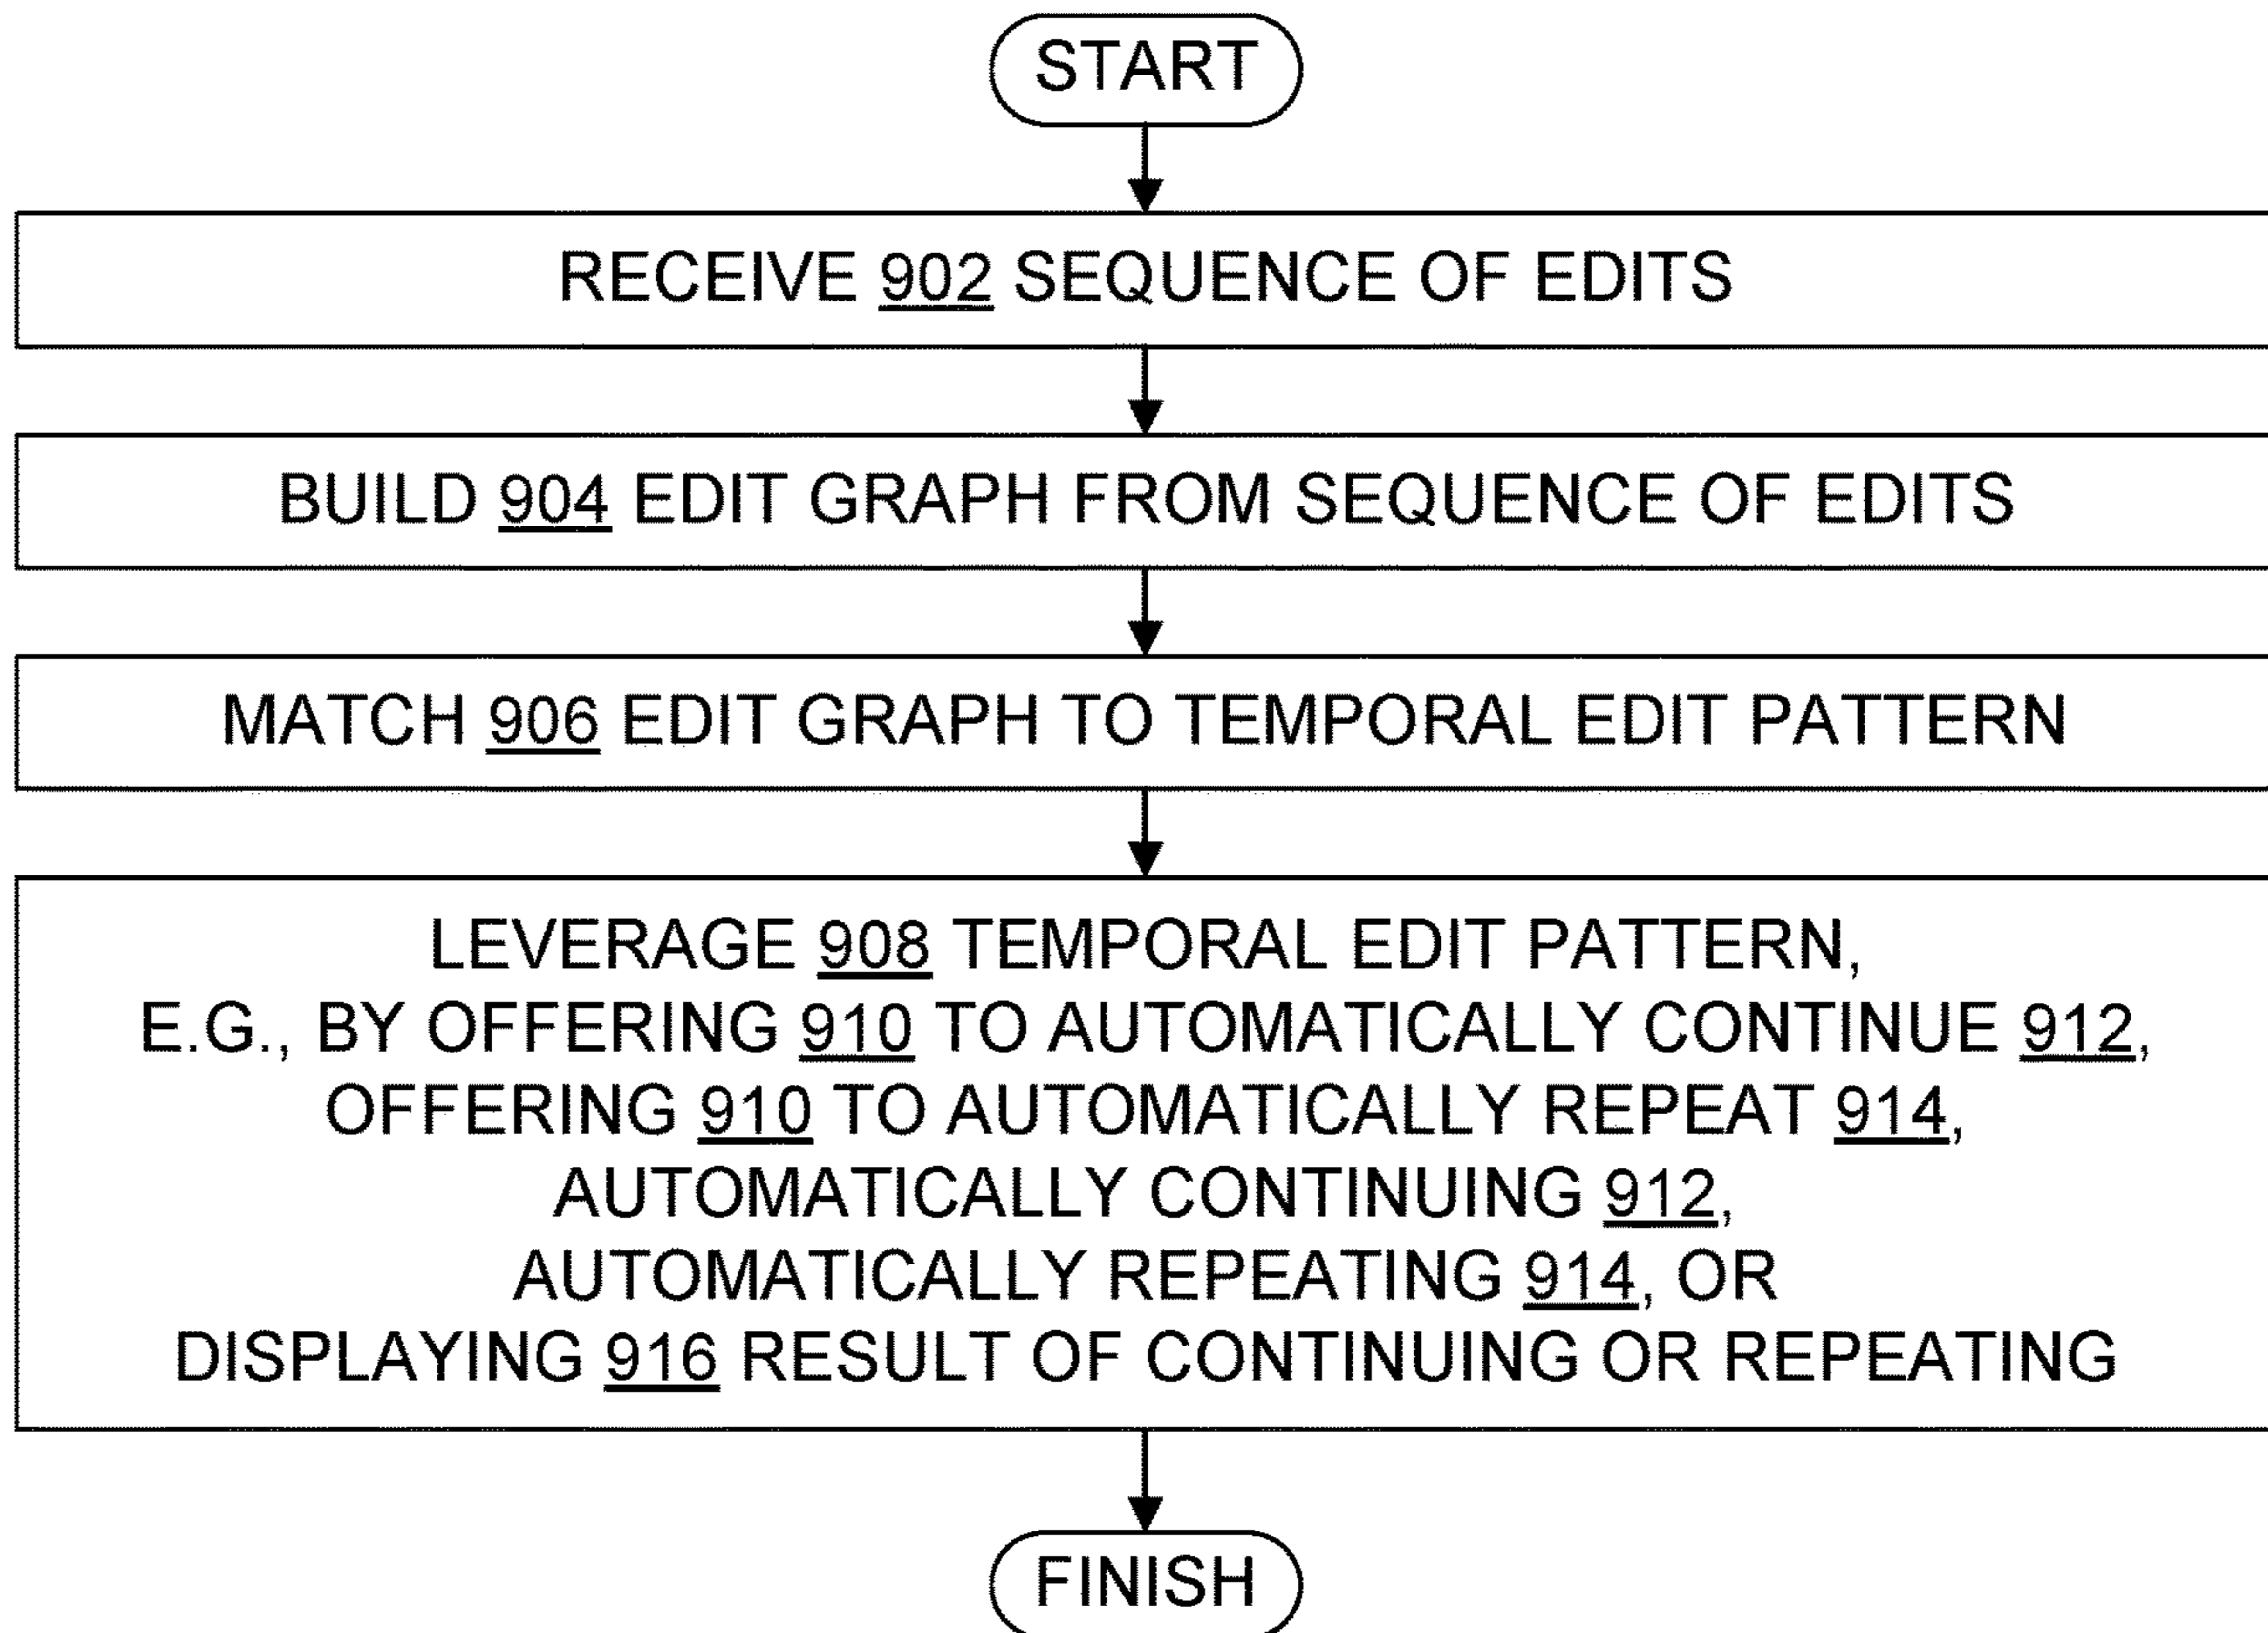 START
RECEIVE 902 SEQUENCE OF EDITS
BUILD 904 EDIT GRAPH FROM SEQUENCE OF EDITS
MATCH 906 EDIT GRAPH TO TEMPORAL EDIT PATTERN
LEVERAGE 908 TEMPORAL EDIT PATTERN,
E.G., BY OFFERING 910 TO AUTOMATICALLY CONTINUE 912,
OFFERING 910 TO AUTOMATICALLY REPEAT 914,
AUTOMATICALLY CONTINUING 912,
AUTOMATICALLY REPEATING 914, OR
DISPLAYING 916 RESULT OF CONTINUING OR REPEATING
FINISH